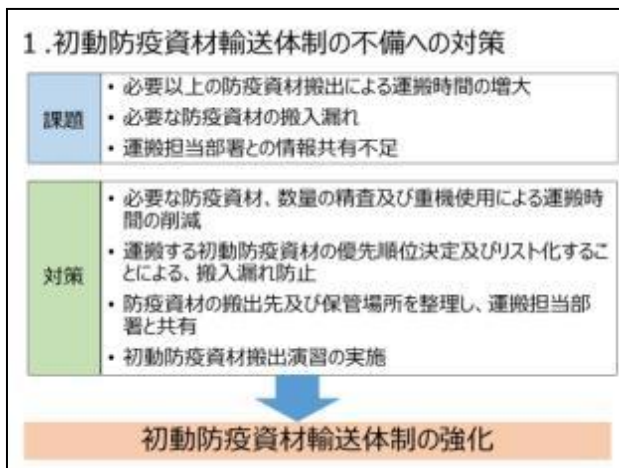 １.初動防疫資材輸送体制の不備への対策
課題
• 必要以上の防疫資材搬出による運搬時間の増大
• 必要な防疫資材の搬入漏れ
• 運搬担当部署との情報共有不足
対策
• 必要な防疫資材、数量の精査及び重機使用による運搬時
間の削減
• 運搬する初動防疫資材の優先順位決定及びリスト化するこ
とによる、搬入漏れ防止
• 防疫資材の搬出先及び保管場所を整理し、運搬担当部
署と共有
• 初動防疫資材搬出演習の実施
初動防疫資材輸送体制の強化